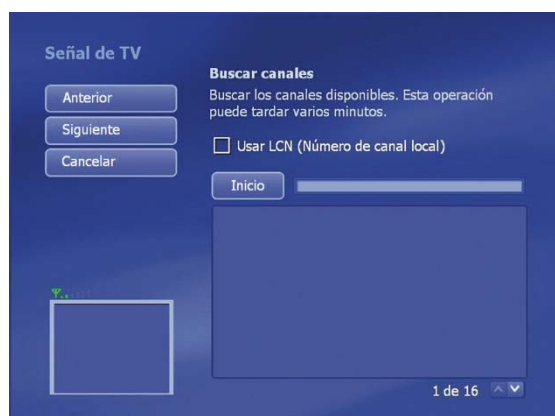 Señal de TV
Anterior
Siguiente
Cancelar
Buscar canales
Buscar los canales disponibles. Esta operación
puede tardar varios minutos.
Usar LCN (Número de canal local)
Inicio
1 de 16